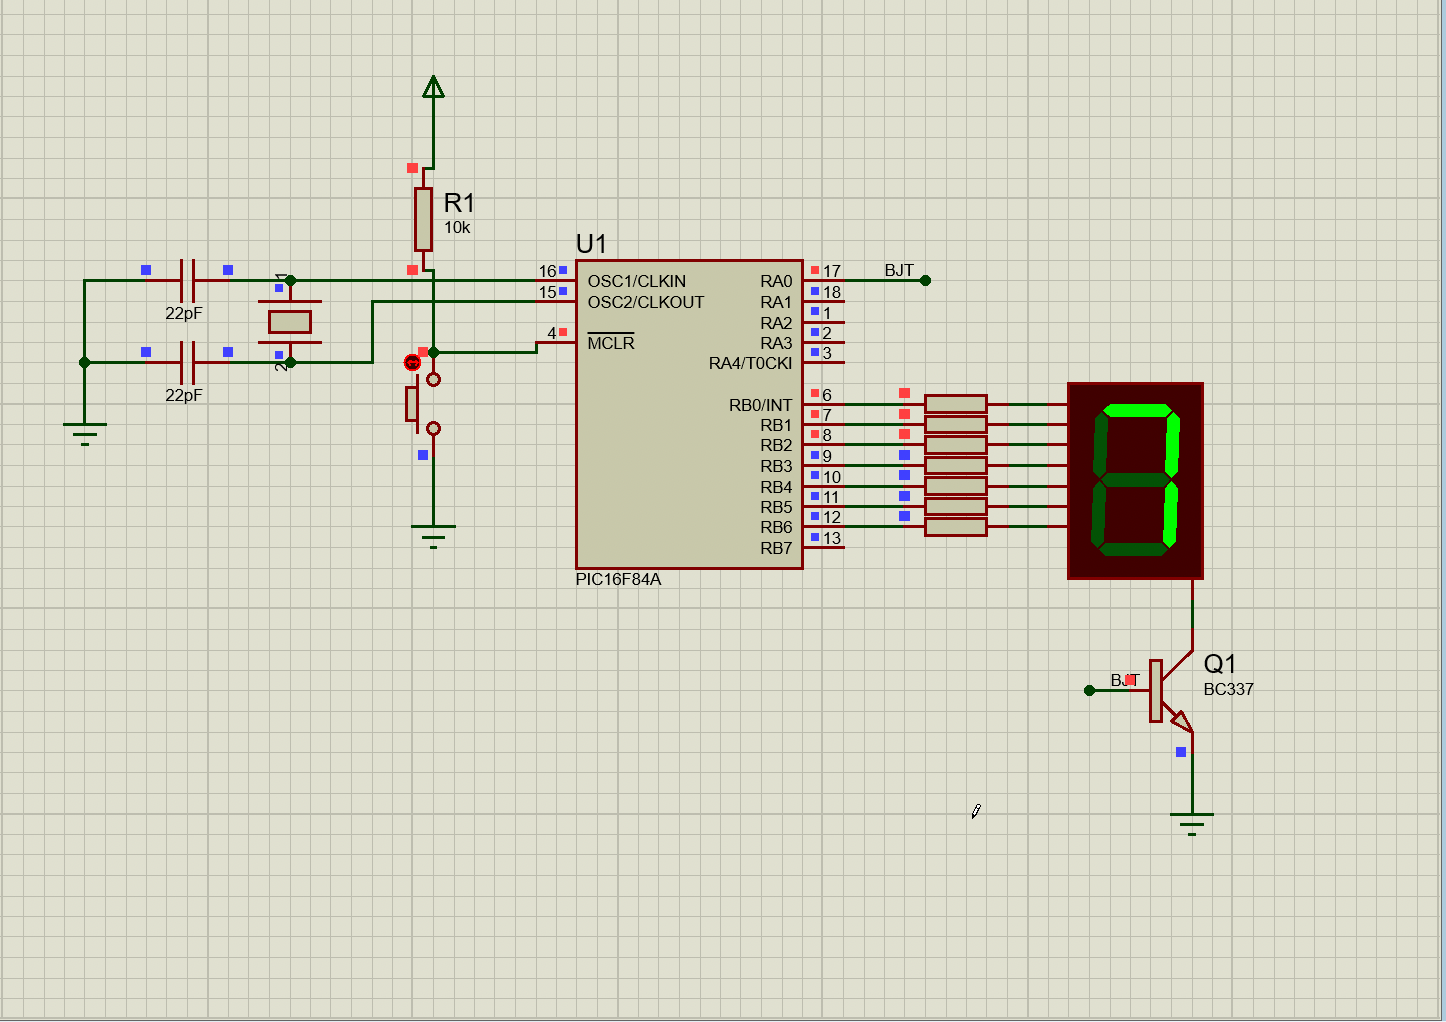 R1
10k
U1
16
OSC1/CLKIN
15
OSC2/CLKOUT
4
MCLR
RA0
17
BJT
RA1
18
RA2
1
RA3
2
RA4/T0CKI
3
RB0/INT
6
RB1
7
RB2
8
RB3
9
RB4
10
RB5
11
RB6
12
RB7
13
PIC16F84A
1
22pF
2
22pF
7
BJT
Q1
BC337